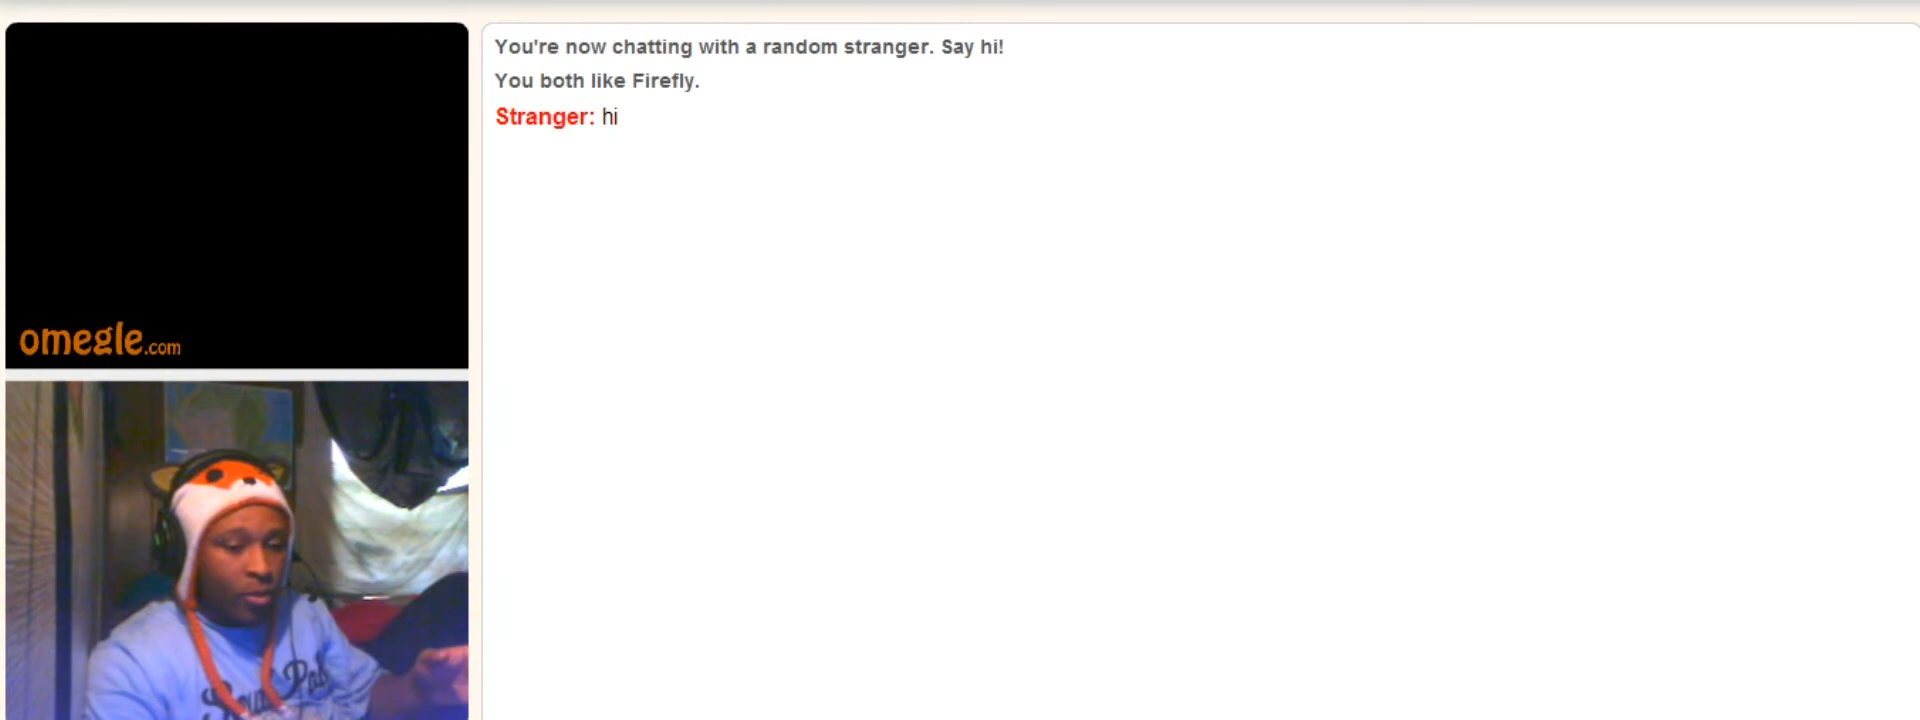 You're now chatting with a random stranger. Say hi!
You both like Firefly.
Stranger: hi
omegle.com